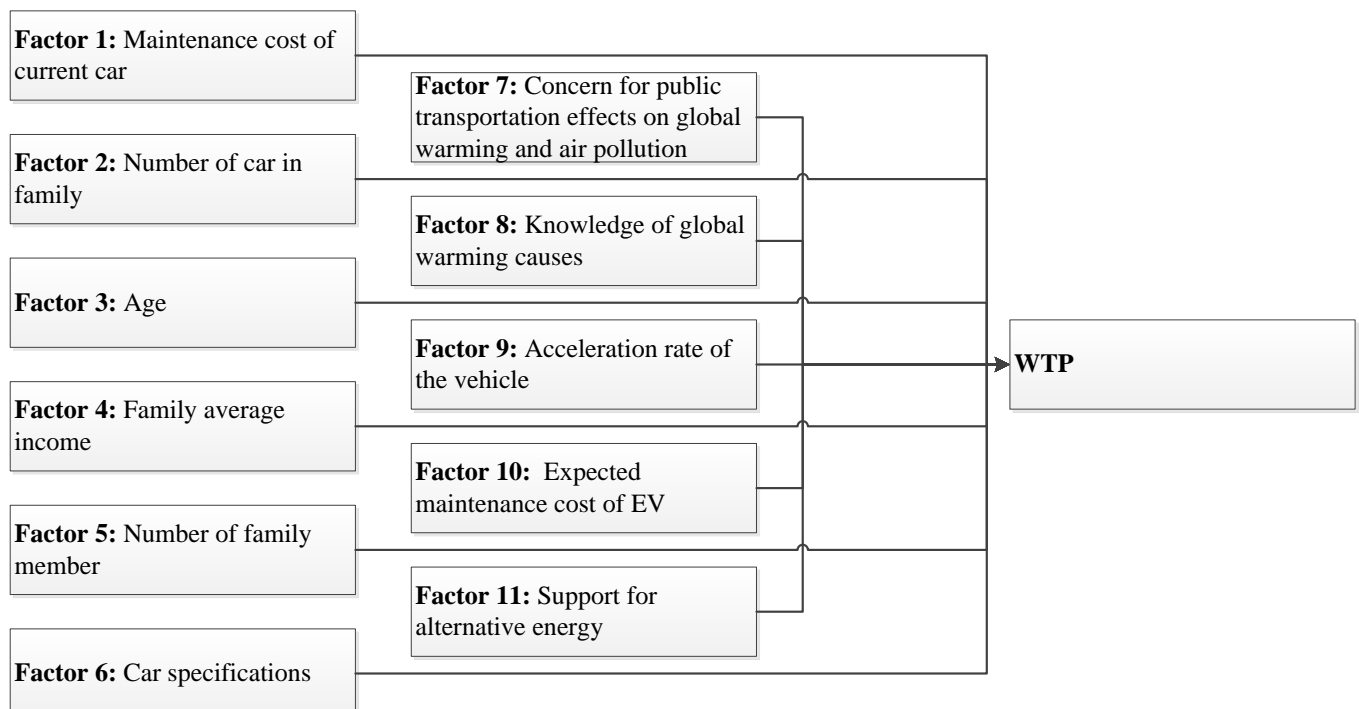 Factor 1: Maintenance cost of
current car
Factor 2: Number of car in
family
Factor 3: Age
Factor 4: Family average
income
Factor 5: Number of family
member
Factor 6: Car specifications
Factor 7: Concern for public
transportation effects on global
warming and air pollution
Factor 8: Knowledge of global
warming causes
Factor 9: Acceleration rate of
the vehicle
Factor 10:  Expected
maintenance cost of EV
Factor 11: Support for
alternative energy
WTP